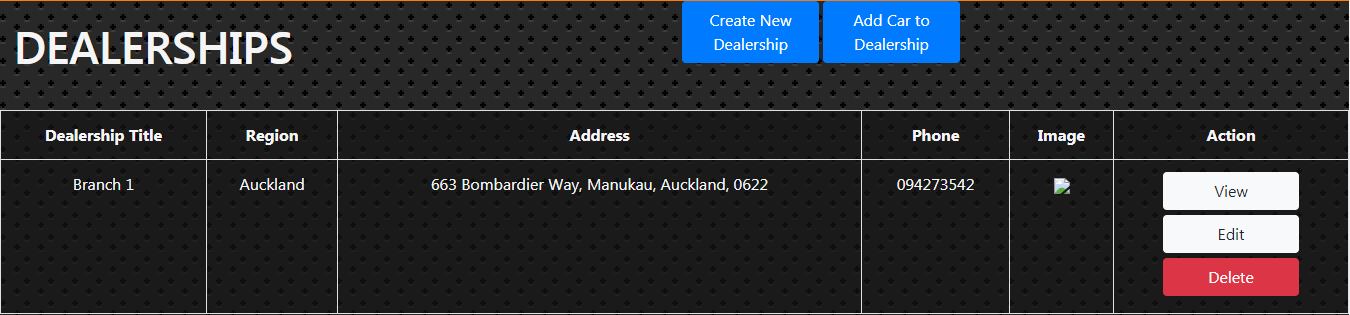 Create New Dealership
Add Car to Dealership
DEALERSHIPS
Dealership Title Region Address Phone Image Action
Branch 1 Auckland 663 Bombardier Way, Manukau, Auckland, 0622 094273542 View
Edit
Delete